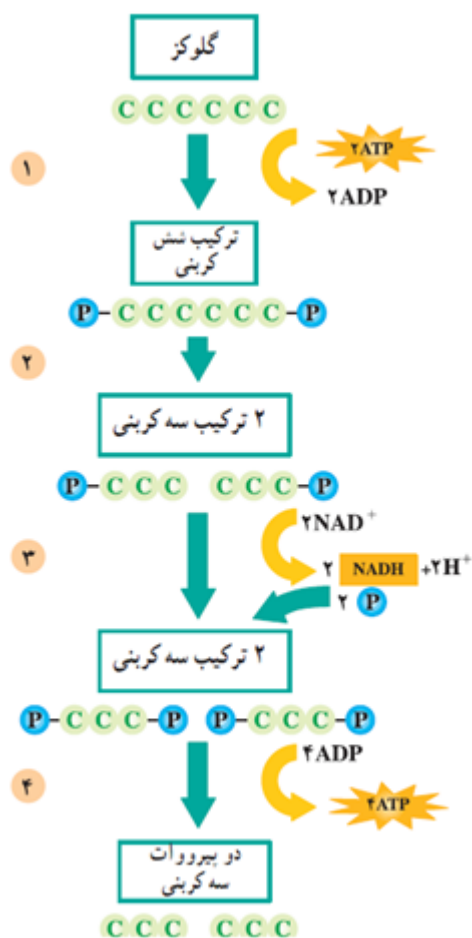 گلوکز
C C C C C C
۲ATP
۱
۲ADP
ترکیب شش
کربنی
P-C C C C C C-P
۲
۲ ترکیب سه کربنی
P-C C C C C C-P
۲NAD+
۳
۲ NADH +۲H+
۲ P
۲ ترکیب سه کربنی
P-C C C-P P-C C C-P
۴ADP
۴
۴ATP
دو پیرووات
سه کربنی
C C C C C C